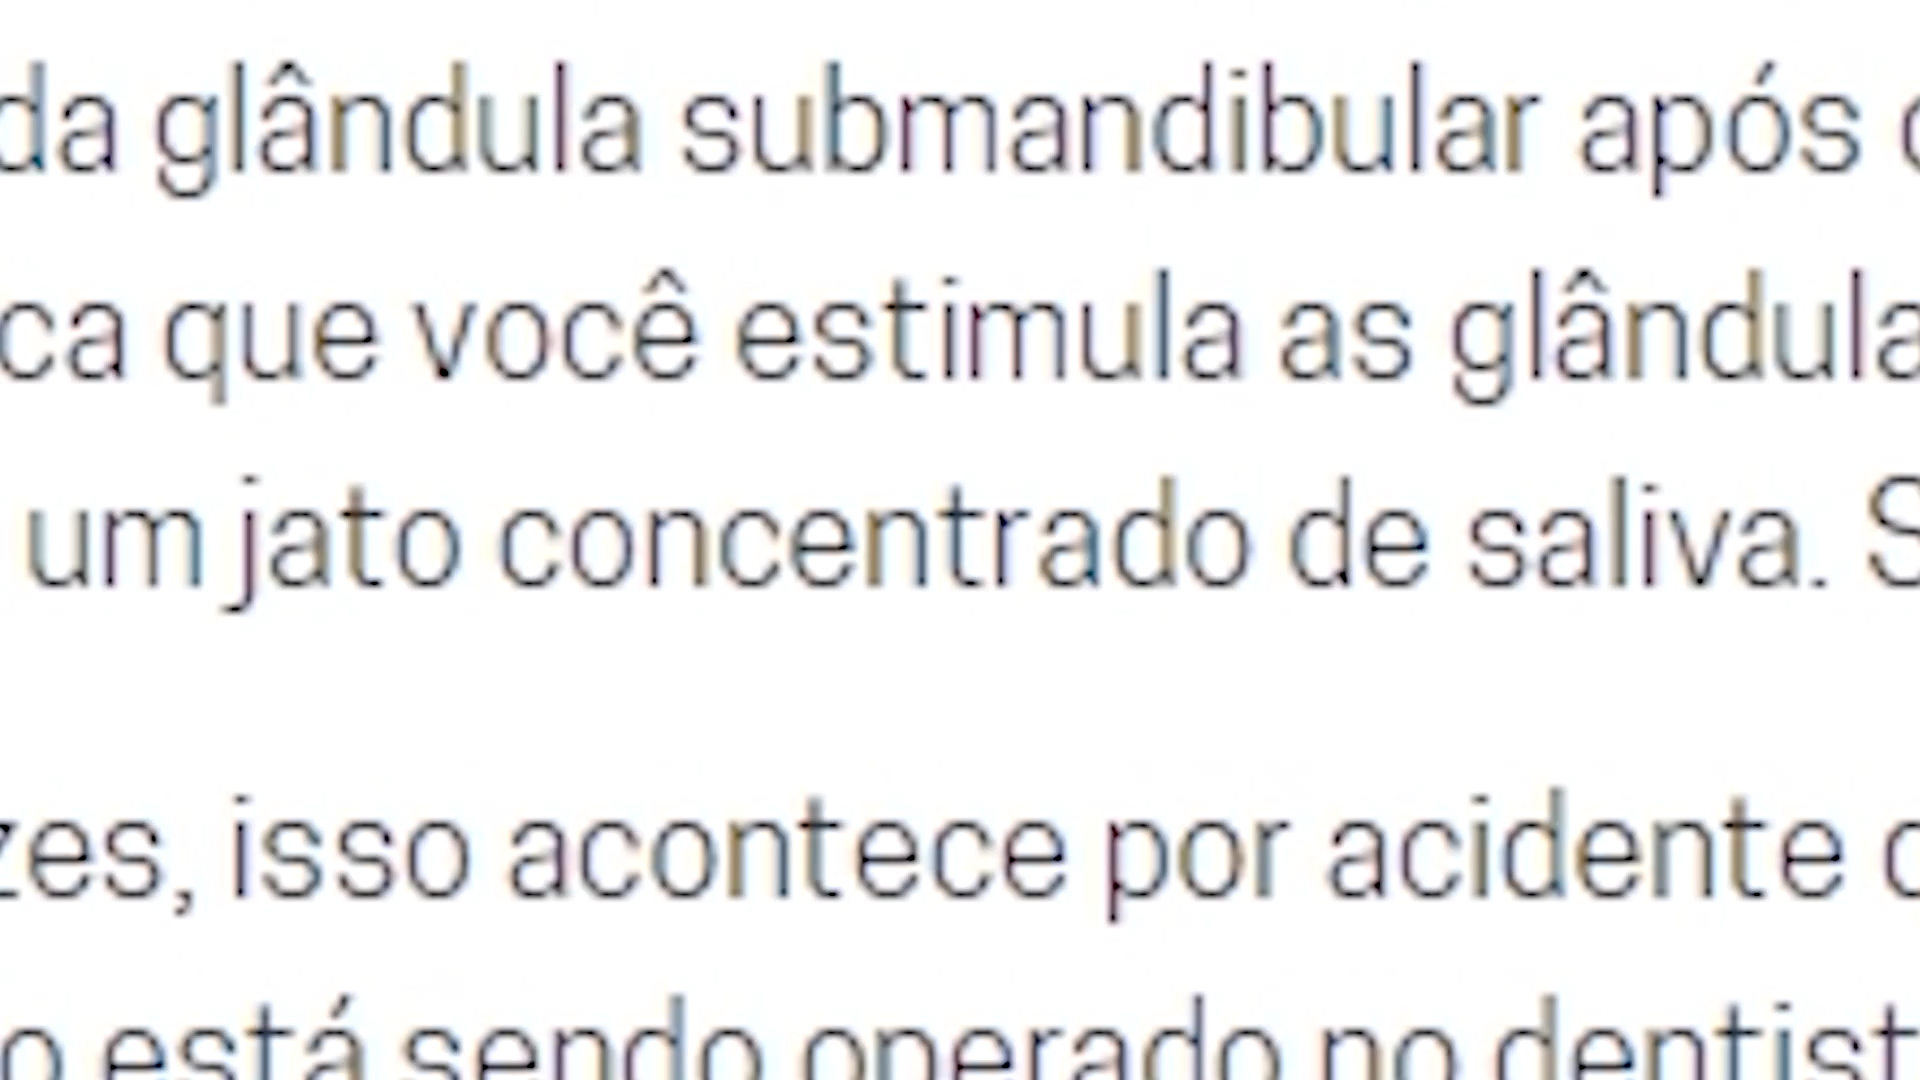 da glândula submandibular após
ca que você estimula as glândula
um jato concentrado de saliva. S
zes, isso acontece por acidente
o está sendo operado no dentist